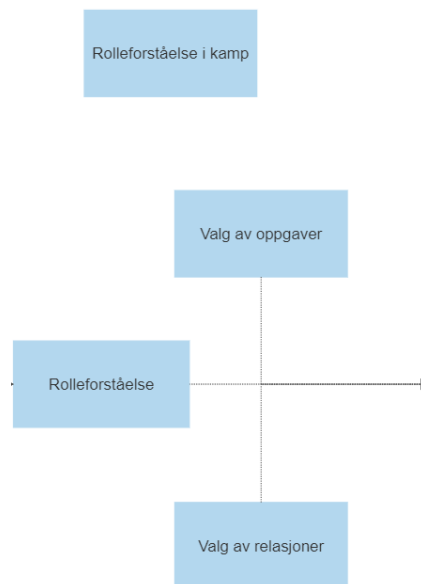 Rolleforståelse i kamp
Valg av oppgaver
Rolleforståelse
Valg av relasjoner